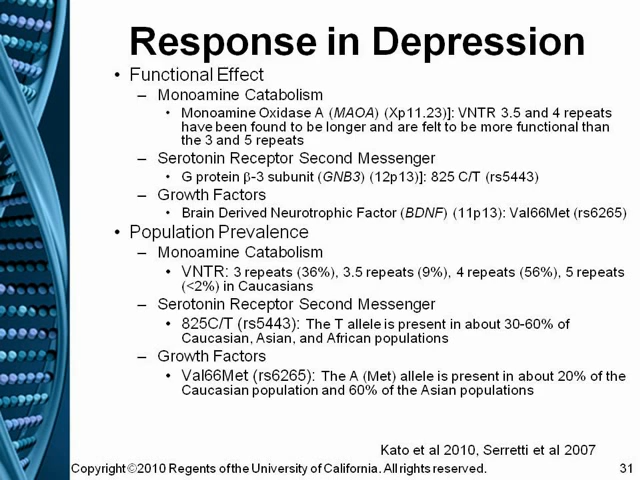 Response in Depression
• Functional Effect
– Monoamine Catabolism
• Monoamine Oxidase A (MAOA) (Xp11.23)]: VNTR 3.5 and 4 repeats
have been found to be longer and are felt to be more functional than
the 3 and 5 repeats
– Serotonin Receptor Second Messenger
• G protein β-3 subunit (GNB3) (12p13)]: 825 C/T (rs5443)
– Growth Factors
• Brain Derived Neurotrophic Factor (BDNF) (11p13): Val66Met (rs6265)
• Population Prevalence
– Monoamine Catabolism
• VNTR: 3 repeats (36%), 3.5 repeats (9%), 4 repeats (56%), 5 repeats
(<2%) in Caucasians
– Serotonin Receptor Second Messenger
• 825C/T (rs5443): The T allele is present in about 30-60% of
Caucasian, Asian, and African populations
– Growth Factors
• Val66Met (rs6265): The A (Met) allele is present in about 20% of the
Caucasian population and 60% of the Asian populations
Kato et al 2010, Serretti et al 2007
Copyright ©2010 Regents of the University of California. All rights reserved. 31